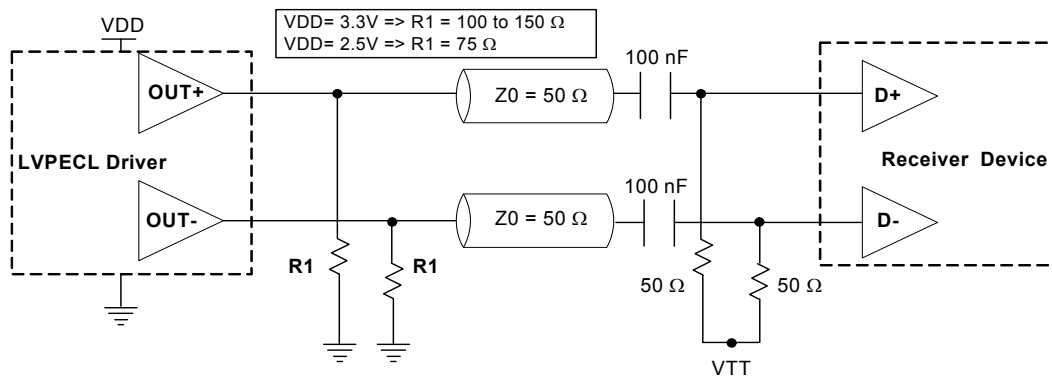 VDD= 3.3V => R1 = 100 to 150 Ω
VDD= 2.5V => R1 = 75 Ω
VDD
100 nF
OUT+
Z0 = 50 Ω
D+
LVPECL Driver
Receiver Device
100 nF
OUT-
Z0 = 50 Ω
D-
R1
R1
50 Ω
50 Ω
VTT